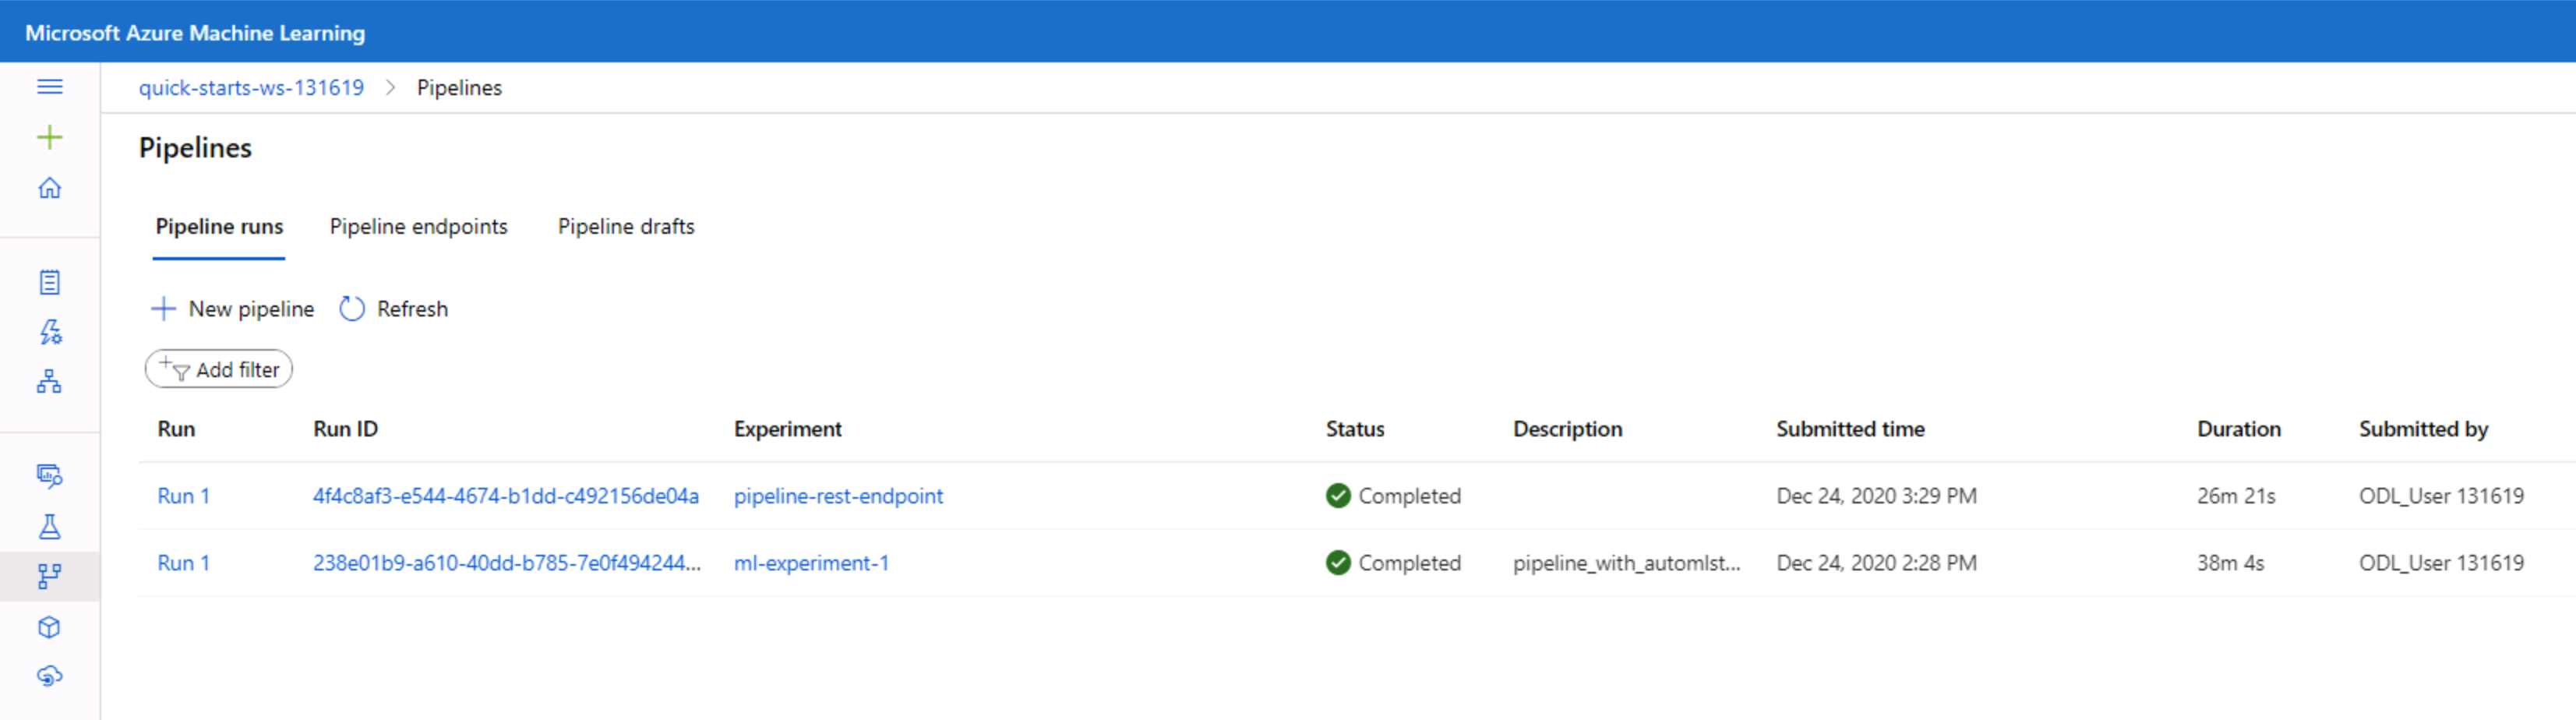 Microsoft Azure Machine Learning
quick-starts-ws-131619 > Pipelines
Pipelines
Pipeline runs Pipeline endpoints Pipeline drafts
New pipeline Refresh
Add filter
Run Run ID Experiment Status Description Submitted time Duration Submitted by
Run 1 4f4c8af3-e544-4674-b1dd-c492156de04a pipeline-rest-endpoint Completed Dec 24, 2020 3:29 PM 26m 21s ODL_User 131619
Run 1 238e01b9-a610-40dd-b785-7e0f494244... ml-experiment-1 Completed pipeline_with_automlst... Dec 24, 2020 2:28 PM 38m 4s ODL_User 131619